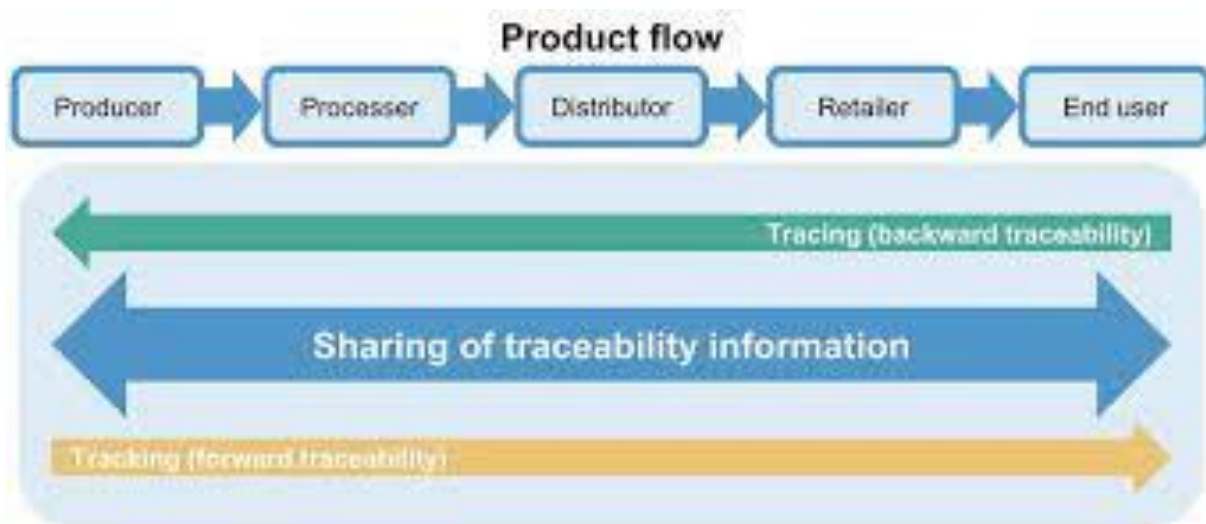 Product flow
Producer
Processer
Distributor
Retailer
End user
Tracing (backward traceability)
Sharing of traceability information
Tracking (forward traceability)